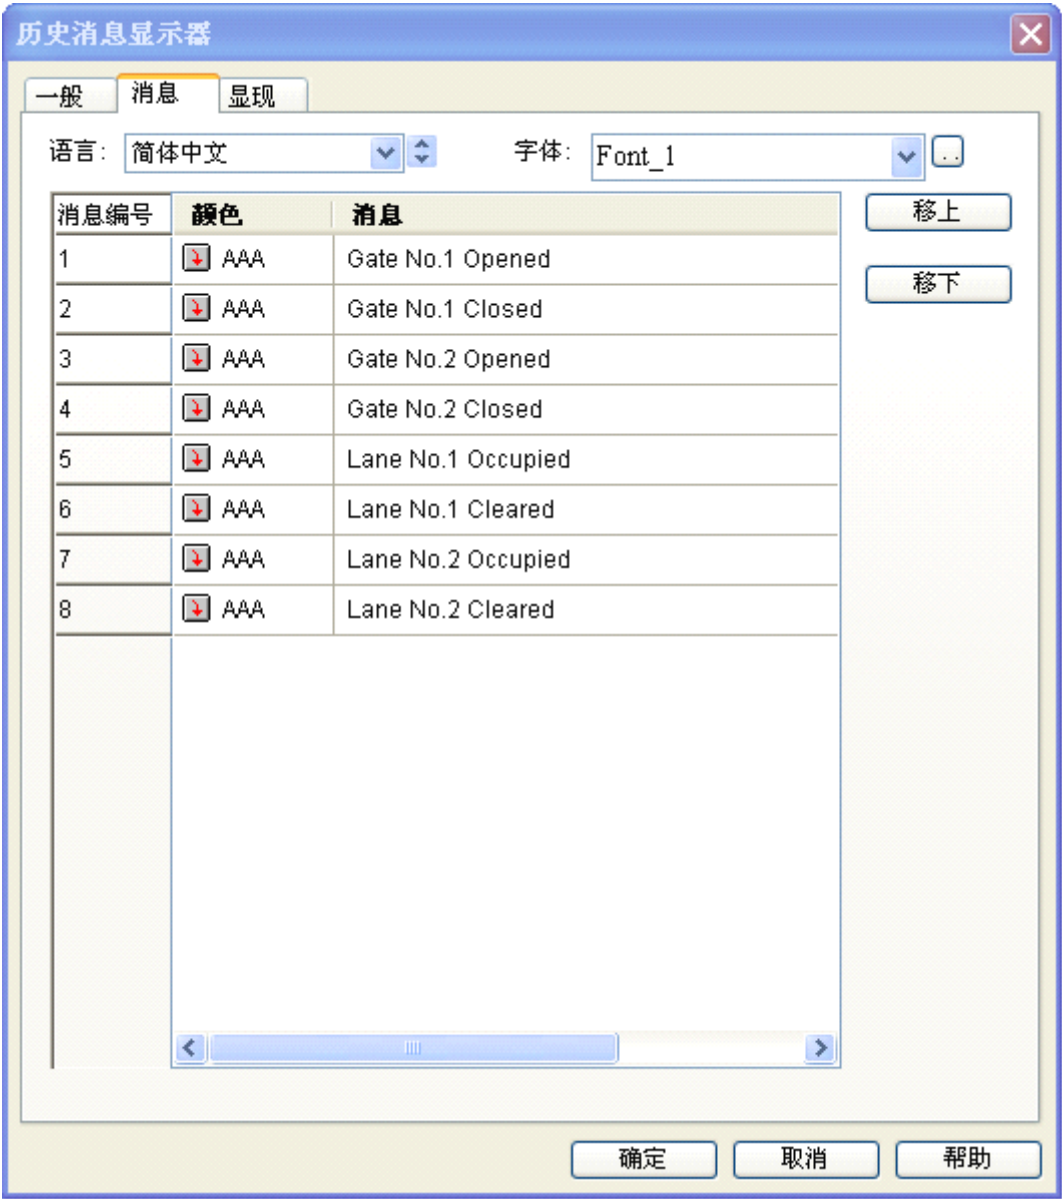 历史消息显示器
一般 消息 显现
语言: 简体中文 字体: Font_1 ..
消息编号 颜色 消息 移上
1 AAA Gate No.1 Opened
移下
2 AAA Gate No.1 Closed
3 AAA Gate No.2 Opened
4 AAA Gate No.2 Closed
5 AAA Lane No.1 Occupied
6 AAA Lane No.1 Cleared
7 AAA Lane No.2 Occupied
8 AAA Lane No.2 Cleared
确定 取消 帮助